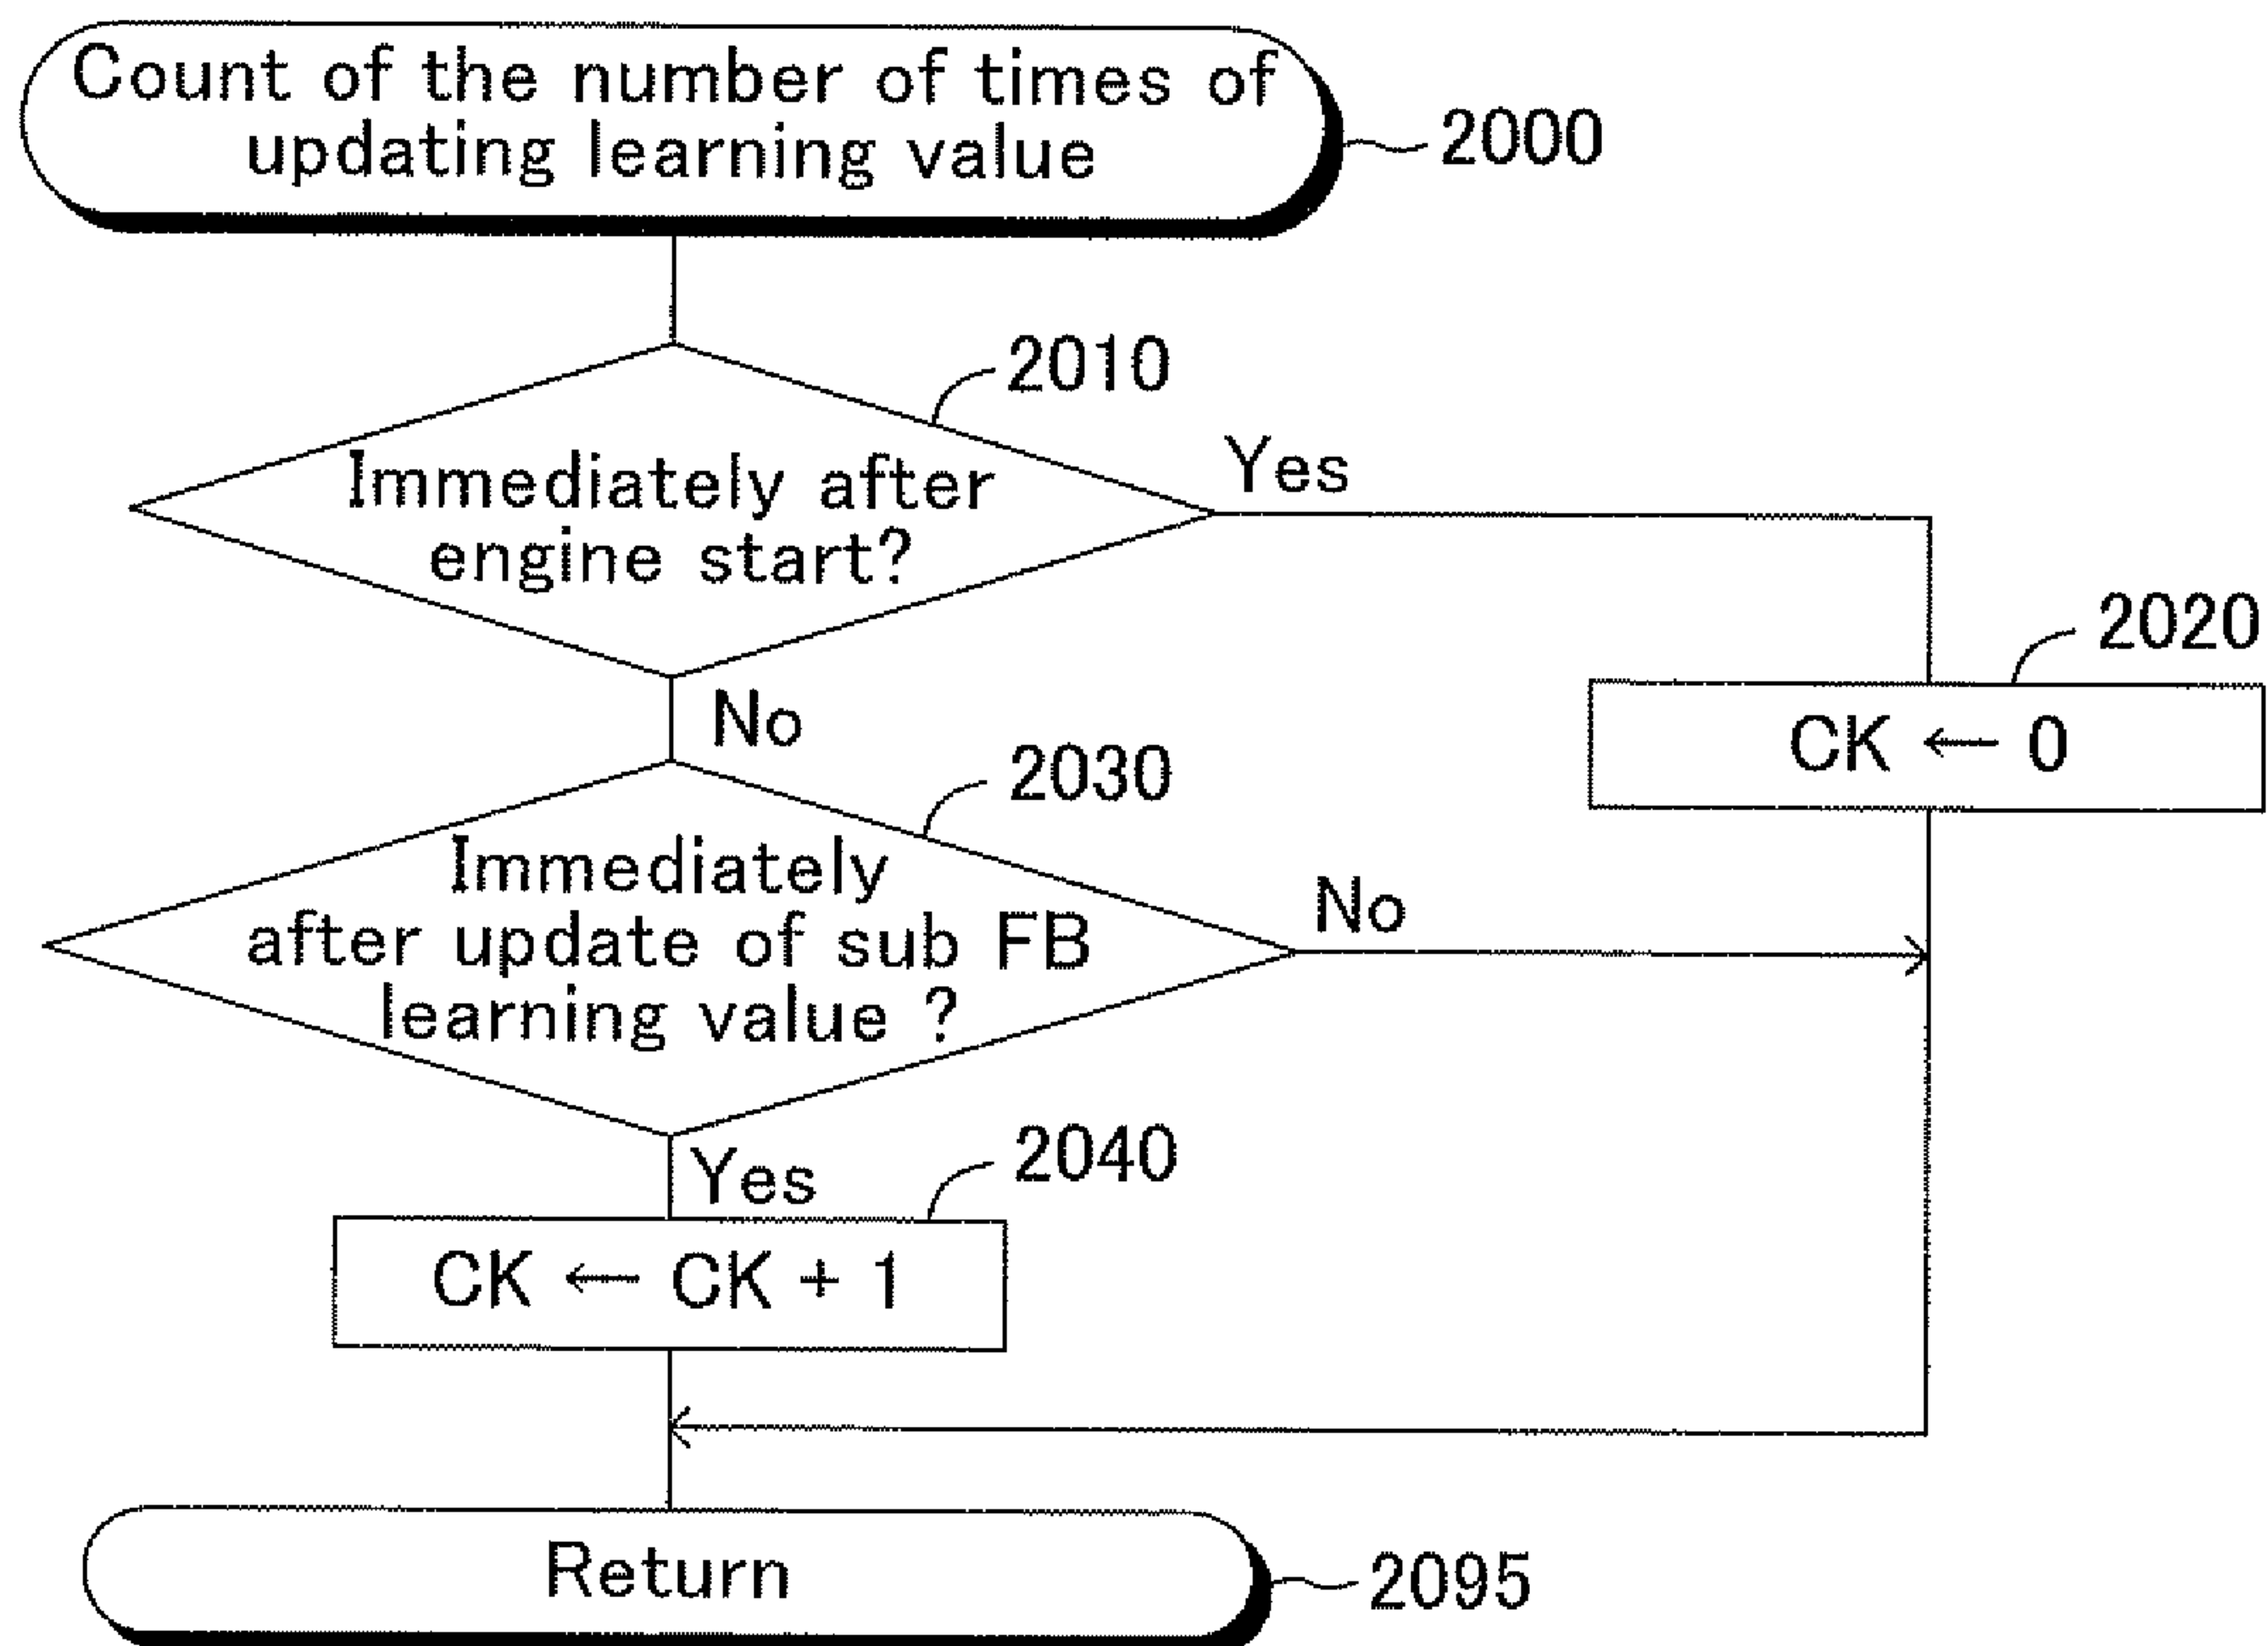 Count of the number of times of
updating learning value
2000
2010
Immediately after
engine start?
Yes
2020
CK ← 0
No
2030
Immediately
after update of sub FB
learning value ?
No
Yes
2040
CK ← CK + 1
Return
2095